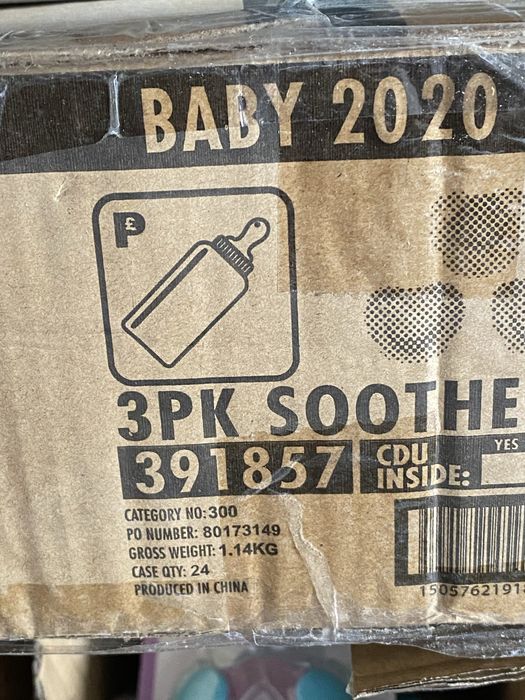 BABY 2020
P£
3PK SOOTHE
391857
CDU
INSIDE:
YES
CATEGORY NO: 300
PO NUMBER: 80173149
GROSS WEIGHT: 1.14KG
CASE QTY: 24
PRODUCED IN CHINA
1505762191